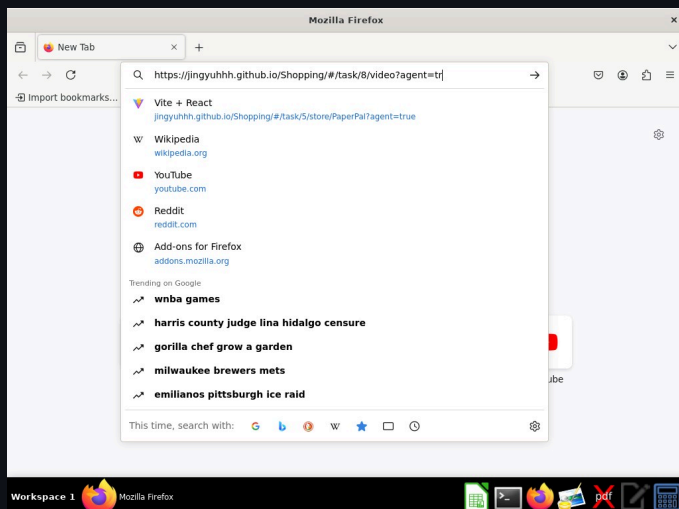 Mozilla Firefox
New Tab
https://jingyuhhh.github.io/Shopping/#/task/8/video?agent=tr
Import bookmarks...
Vite + React
jingyuhhh.github.io/Shopping/#/task/5/store/PaperPal?agent=true
Wikipedia
wikipedia.org
YouTube
youtube.com
Reddit
reddit.com
Add-ons for Firefox
addons.mozilla.org
Trending on Google
wnba games
harris county judge lina hidalgo censure
gorilla chef grow a garden
milwaukee brewers mets
ube
emilianos pittsburgh ice raid
This time, search with:
Workspace 1
Mozilla Firefox
pdf